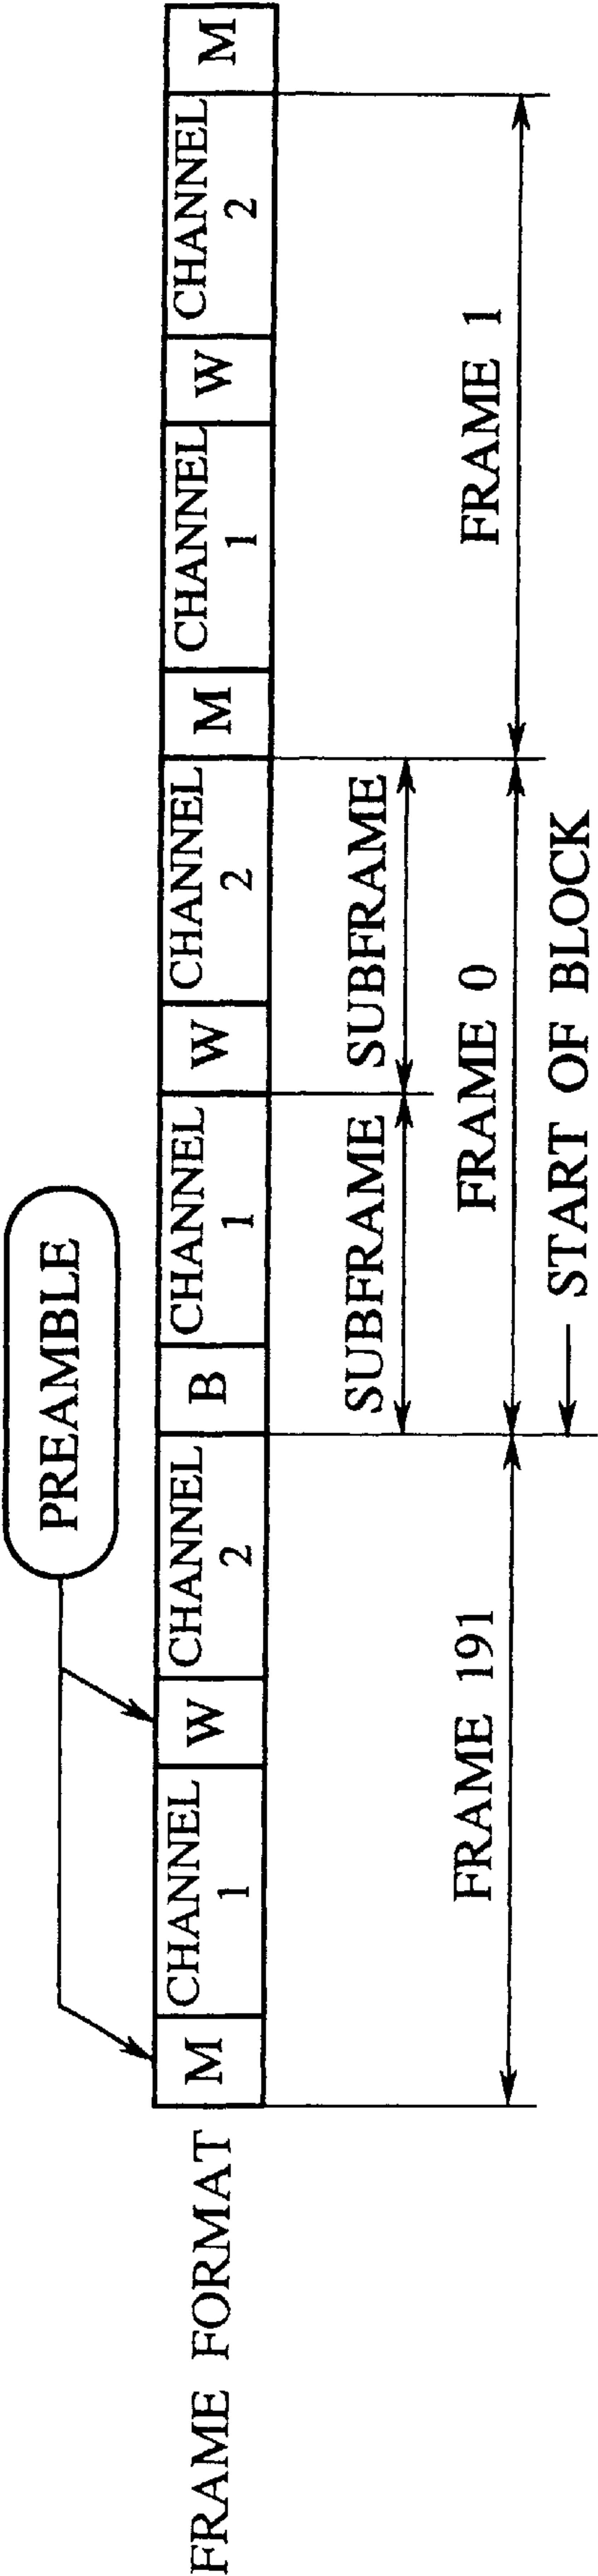 PREAMBLE
FRAME FORMAT
M
CHANNEL
1
W
CHANNEL
2
B
CHANNEL
1
W
CHANNEL
2
M
CHANNEL
1
W
CHANNEL
2
M
SUBFRAME
SUBFRAME
FRAME 191
FRAME 0
FRAME 1
START OF BLOCK